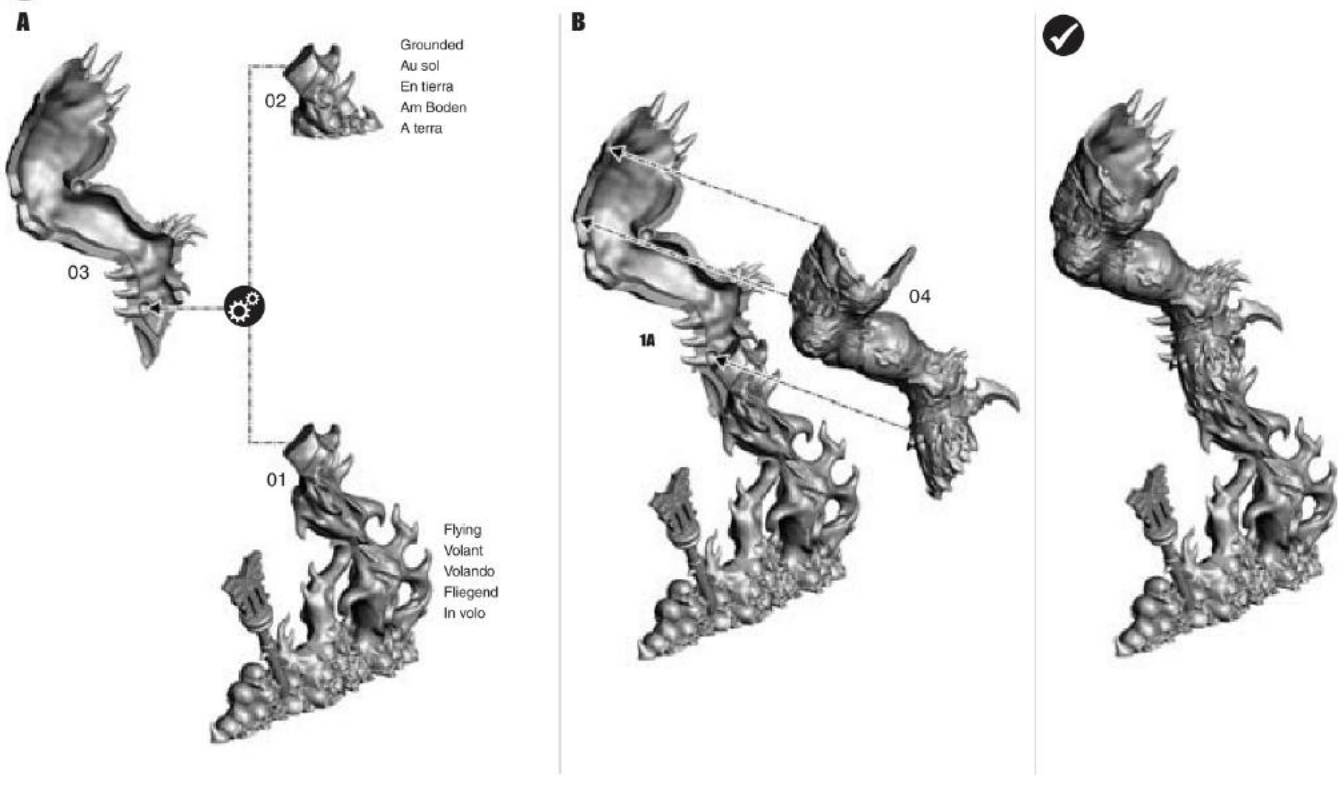 A
02
Grounded
Au sol
En tierra
Am Boden
A terra
03
01
Flying
Volant
Volando
Fliegend
In volo
B
1A
04